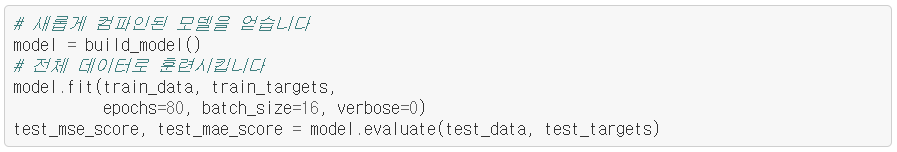 # 새롭게 컴파인된 모델을 얻습니다
model = build_model()
# 전체 데이터로 훈련시킵니다
model.fit(train_data, train_targets,
          epochs=80, batch_size=16, verbose=0)
test_mse_score, test_mae_score = model.evaluate(test_data, test_targets)